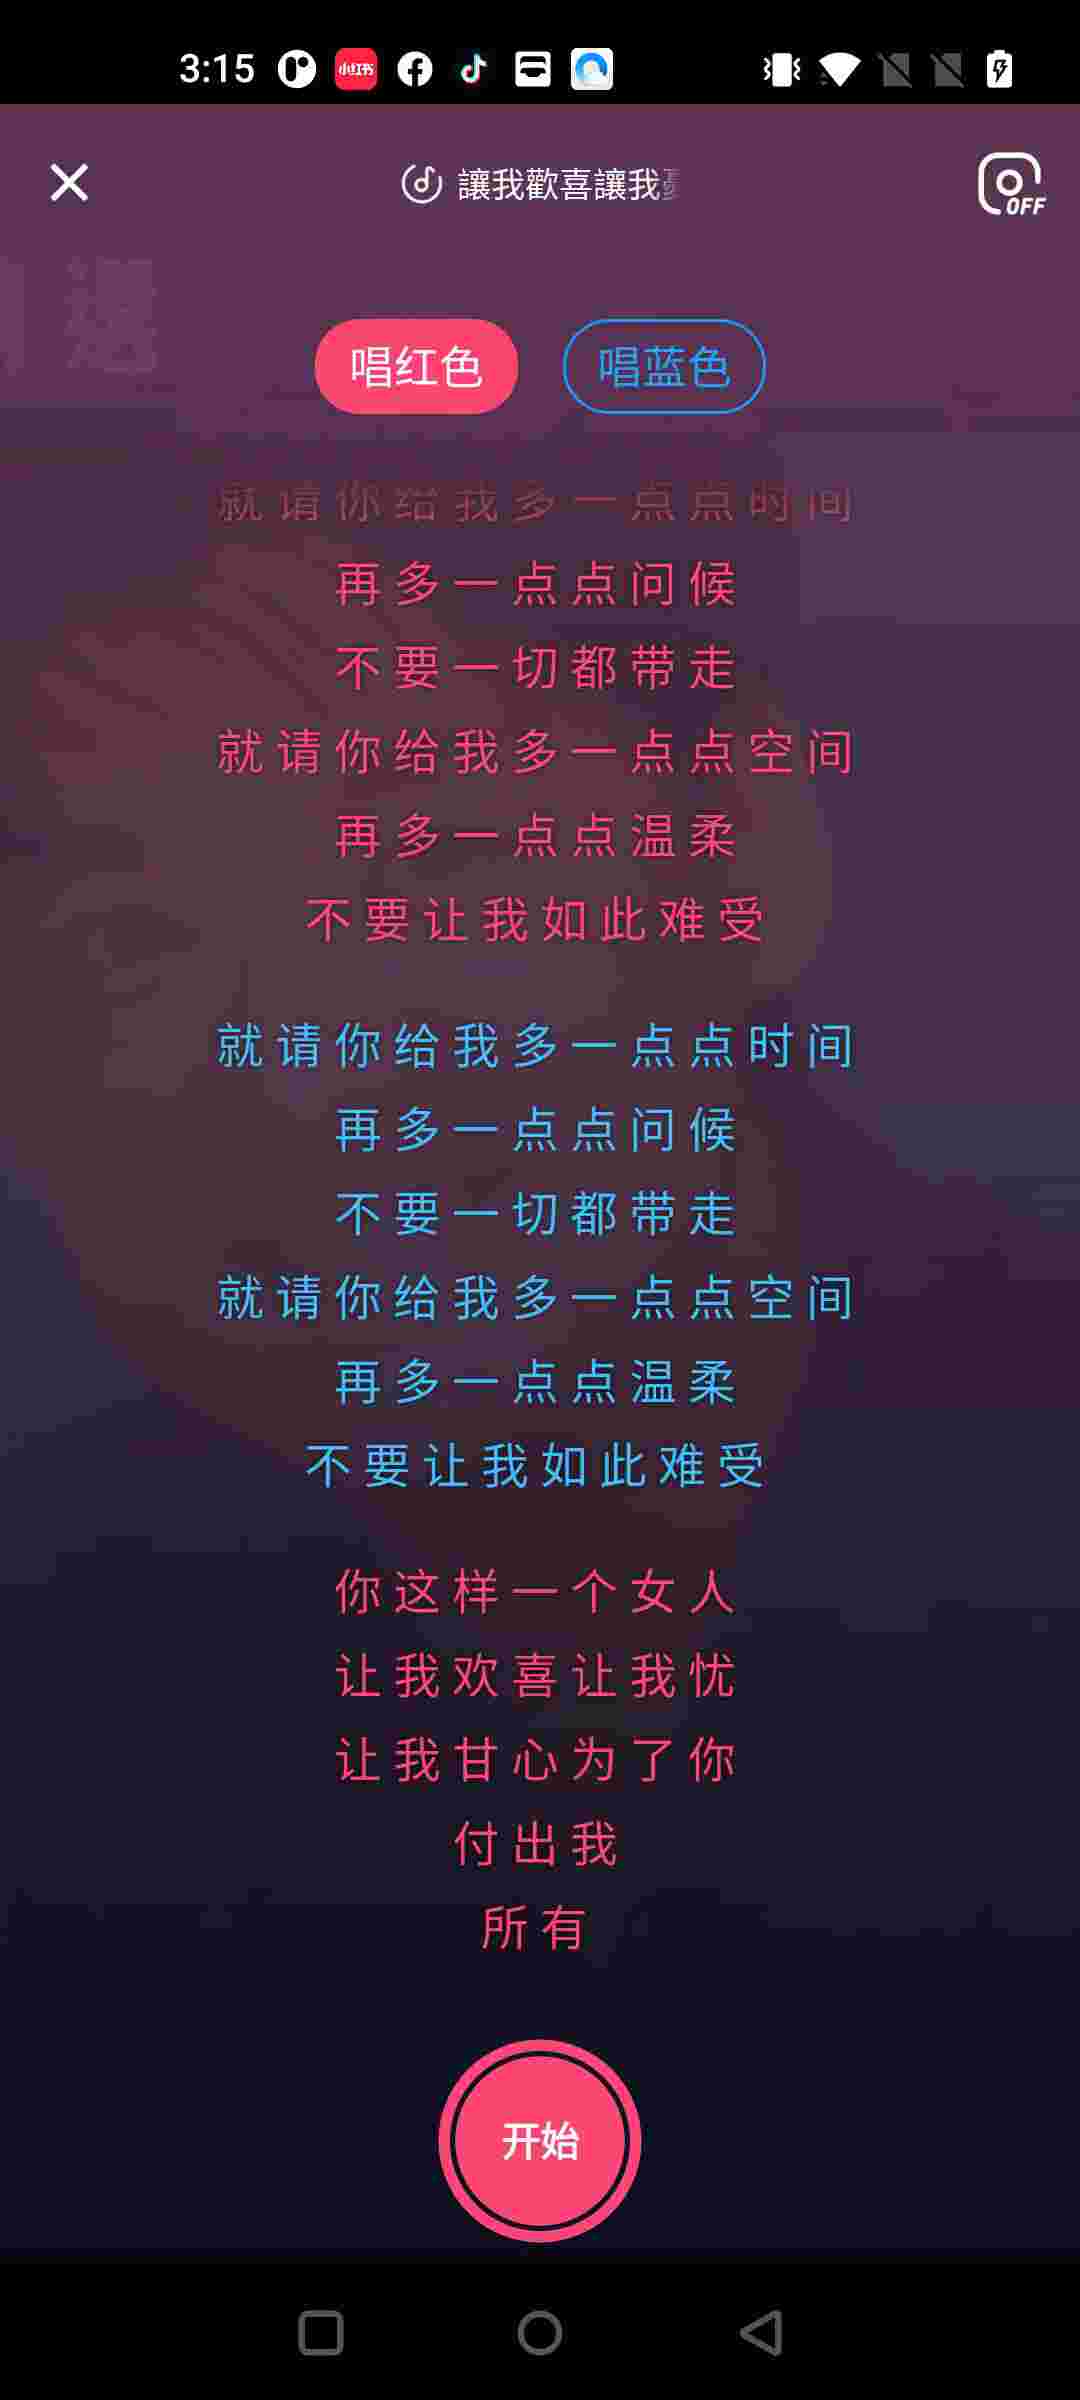 3:15
小红书
讓我歡喜讓我
OFF
唱红色
唱蓝色
就请你给我多一点点时间
再多一点点问候
不要一切都带走
就请你给我多一点点空间
再多一点点温柔
不要让我如此难受
就请你给我多一点点时间
再多一点点问候
不要一切都带走
就请你给我多一点点空间
再多一点点温柔
不要让我如此难受
你这样一个女人
让我欢喜让我忧
让我甘心为了你
付出我
所有
开始